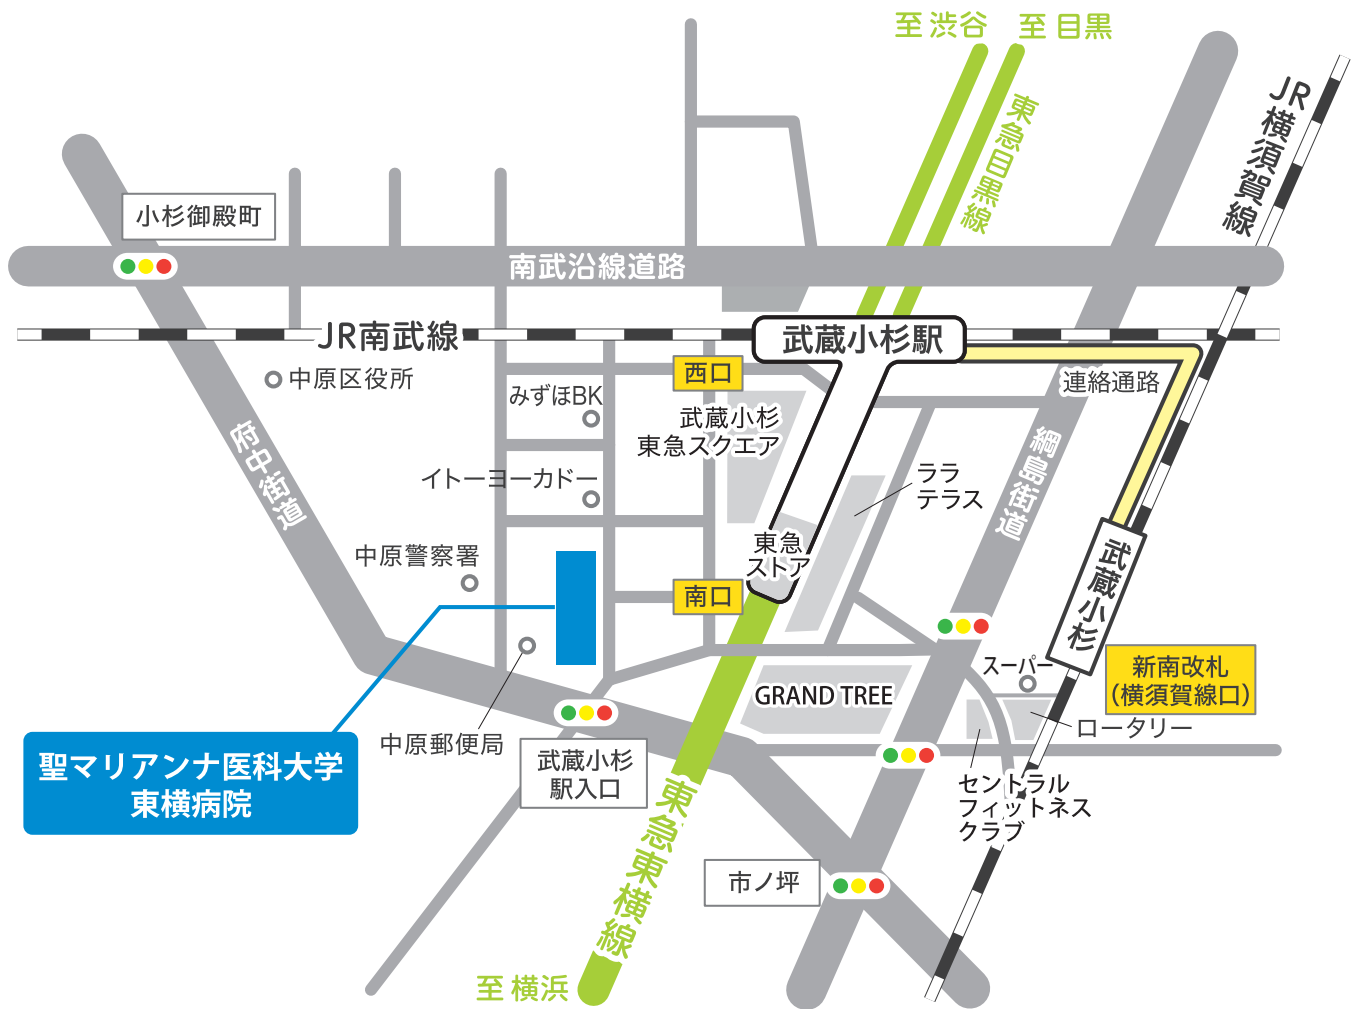 至 渋谷
至 目黒
東急目黒線
JR横須賀線
小杉御殿町
南武沿線道路
JR南武線
武蔵小杉駅
中原区役所
みずほBK
西口
連絡通路
武蔵小杉
東急スクエア
府中街道
綱島街道
イトーヨーカドー
ララ
テラス
中原警察署
東急
ストア
南口
武蔵小杉
スーパー
新南改札
(横須賀線口)
GRAND TREE
ロータリー
中原郵便局
聖マリアンナ医科大学
東横病院
武蔵小杉
駅入口
東急東横線
セントラル
フィットネス
クラブ
市ノ坪
至 横浜